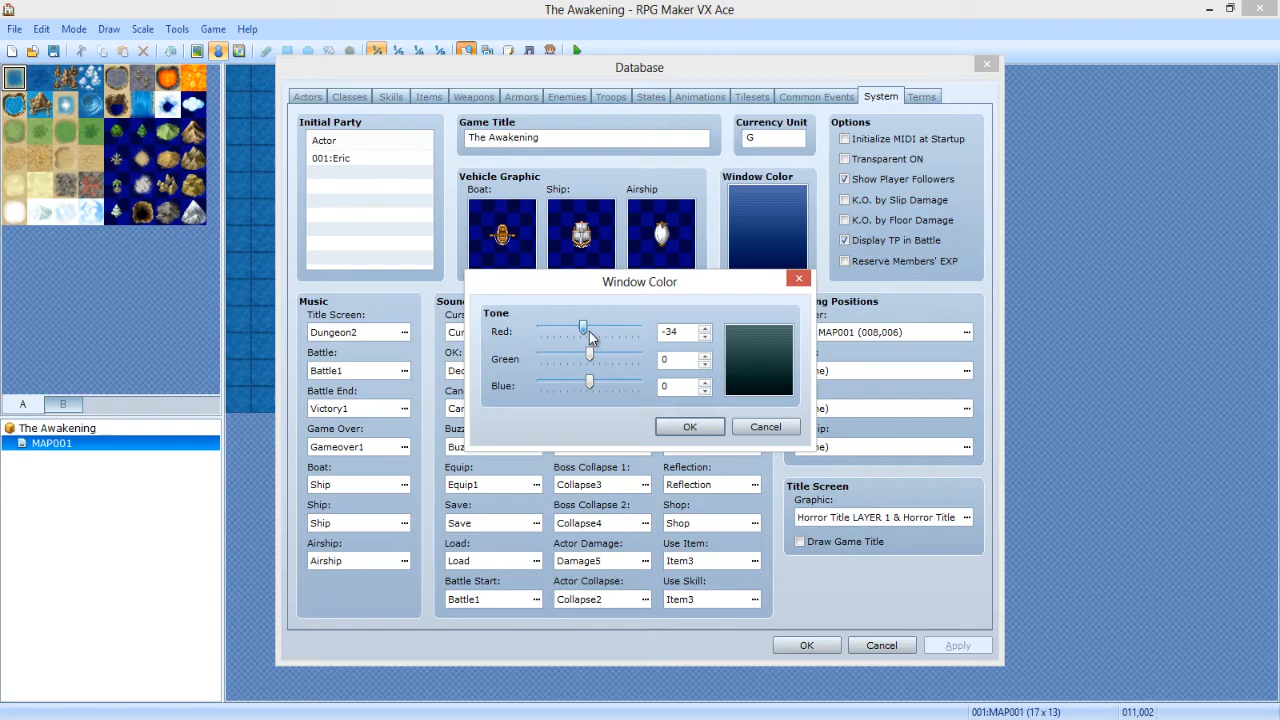 The Awakening - RPG Maker VX Ace
File Edit Mode Draw Scale Tools Game Help
Database
Actors Classes Skills Items Weapons Armors Enemies Troops States Animations Tilesets Common Events System Terms
Initial Party
Actor
001:Eric
Game Title
The Awakening
Currency Unit
G
Options
Initialize MIDI at Startup
Transparent ON
Show Player Followers
K.O. by Slip Damage
K.O. by Floor Damage
Display TP in Battle
Reserve Members' EXP
Vehicle Graphic
Boat: Ship: Airship
Window Color
Window Color
Tone
Red: -34
Green 0
Blue: 0
OK Cancel
Music
Title Screen:
Dungeon2
Battle:
Battle1
Battle End:
Victory1
Game Over:
Gameover1
Boat:
Ship
Ship:
Ship
Airship:
Airship
Sour
Curs
Cur
OK:
Dec
Can
Can
Buz
Buz
Equip:
Equip1
Save:
Save
Load:
Load
Battle Start:
Battle1
Boss Collapse 1:
Collapse3
Boss Collapse 2:
Collapse4
Actor Damage:
Damage5
Actor Collapse:
Collapse2
Reflection:
Reflection
Shop:
Shop
Use Item:
Item3
Use Skill:
Item3
ng Positions
MAP001 (008,006)
ne)
ne)
hip:
ne)
Title Screen
Graphic:
Horror Title LAYER 1 & Horror Title
Draw Game Title
OK Cancel Apply
A B
The Awakening
MAP001
001:MAP001 (17 x 13) 011,002